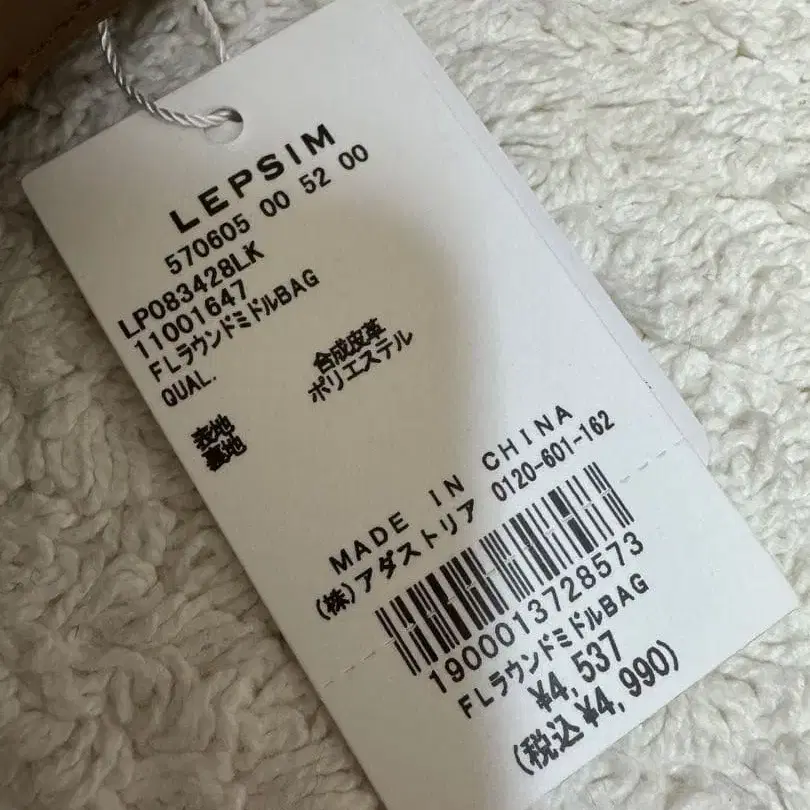 LEPSIM
570605 00 52 00
LP083428LK
11001647
FLラウンドミドルBAG
QUAL.
表地 合成皮革
裏地 ポリエステル
MADE IN CHINA
(株)アダストリア 0120-601-162
1900013728573
FLラウンドミドルBAG
¥4,537
(税込¥4,990)